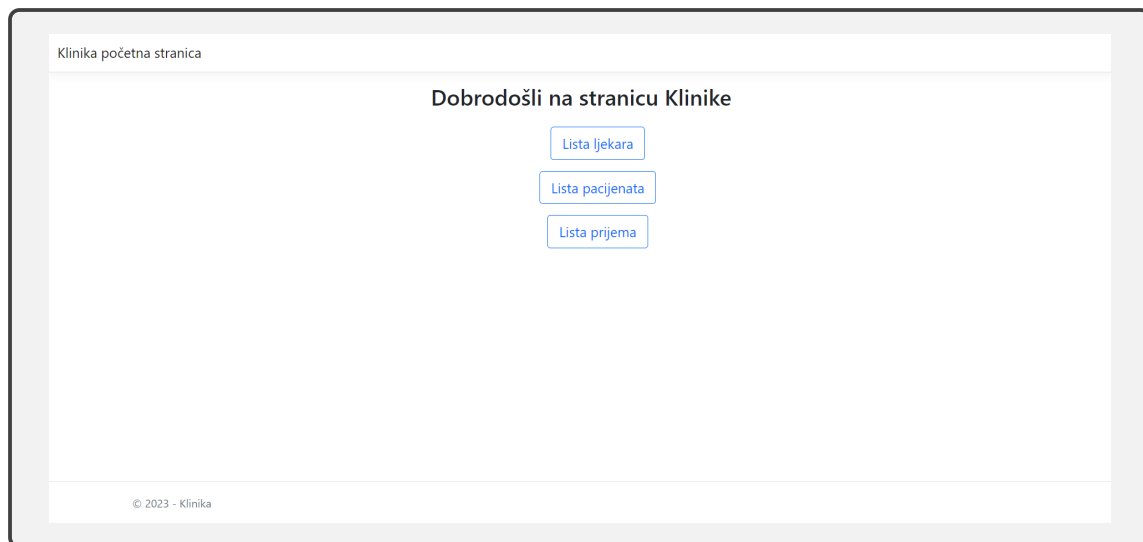 Klinika početna stranica
Dobrodošli na stranicu Klinike
Lista ljekara
Lista pacijenata
Lista prijema
© 2023 - Klinika